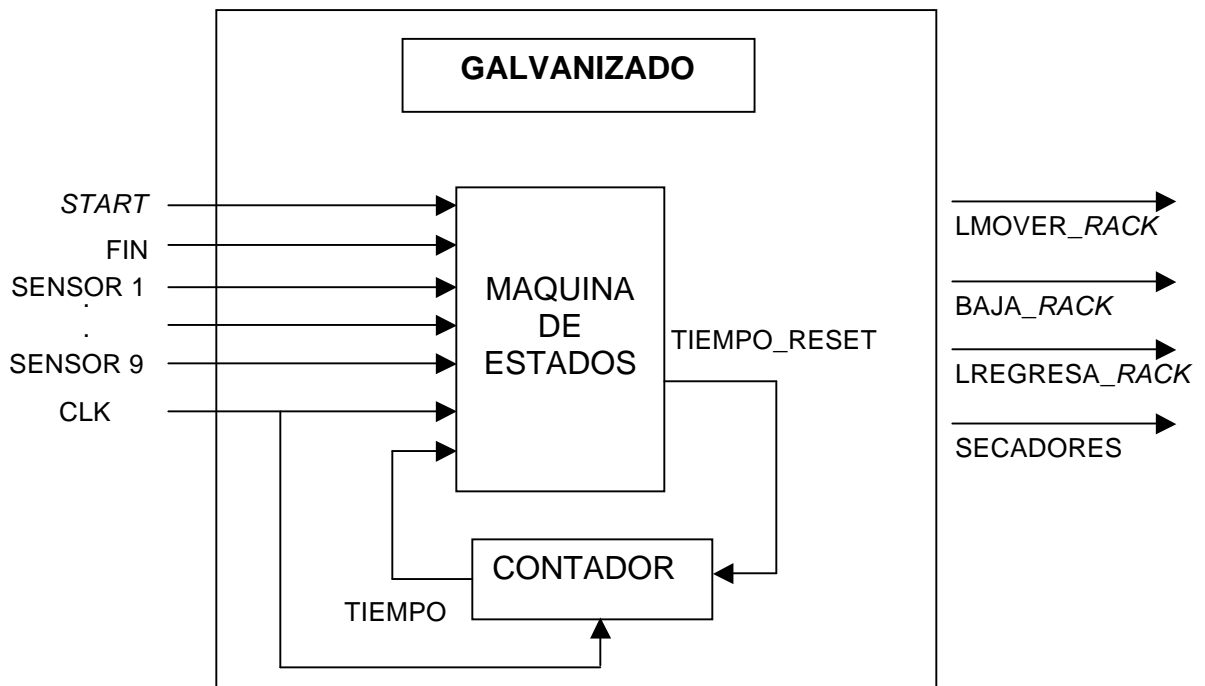 GALVANIZADO
START
FIN
SENSOR 1
.
.
SENSOR 9
CLK
MAQUINA
DE
ESTADOS
TIEMPO_RESET
CONTADOR
TIEMPO
LMOVER_RACK
BAJA_RACK
LREGRESA_RACK
SECADORES